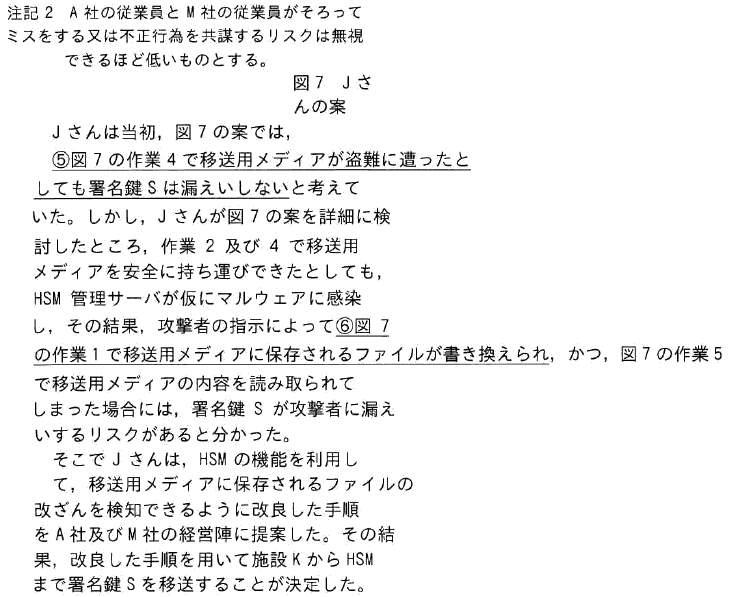 注記2 A社の従業員とM社の従業員がそろって
ミスをする又は不正行為を共謀するリスクは無視
できるほど低いものとする。
図7 Jさ
んの案
Jさんは当初，図7の案では，
⑤図7の作業4で移送用メディアが盗難に遭ったと
しても署名鍵Sは漏えいしないと考えて
いた。しかし，Jさんが図7の案を詳細に検
討したところ，作業 2 及び 4 で移送用
メディアを安全に持ち運びできたとしても，
HSM 管理サーバが仮にマルウェアに感染
し，その結果，攻撃者の指示によって⑥図 7
の作業1で移送用メディアに保存されるファイルが書き換えられ，かつ，図7の作業5
で移送用メディアの内容を読み取られて
しまった場合には，署名鍵 S が攻撃者に漏え
いするリスクがあると分かった。
そこでJさんは，HSM の機能を利用し
て，移送用メディアに保存されるファイルの
改ざんを検知できるように改良した手順
をA社及びM社の経営陣に提案した。その結
果，改良した手順を用いて施設KからHSM
まで署名鍵Sを移送することが決定した。